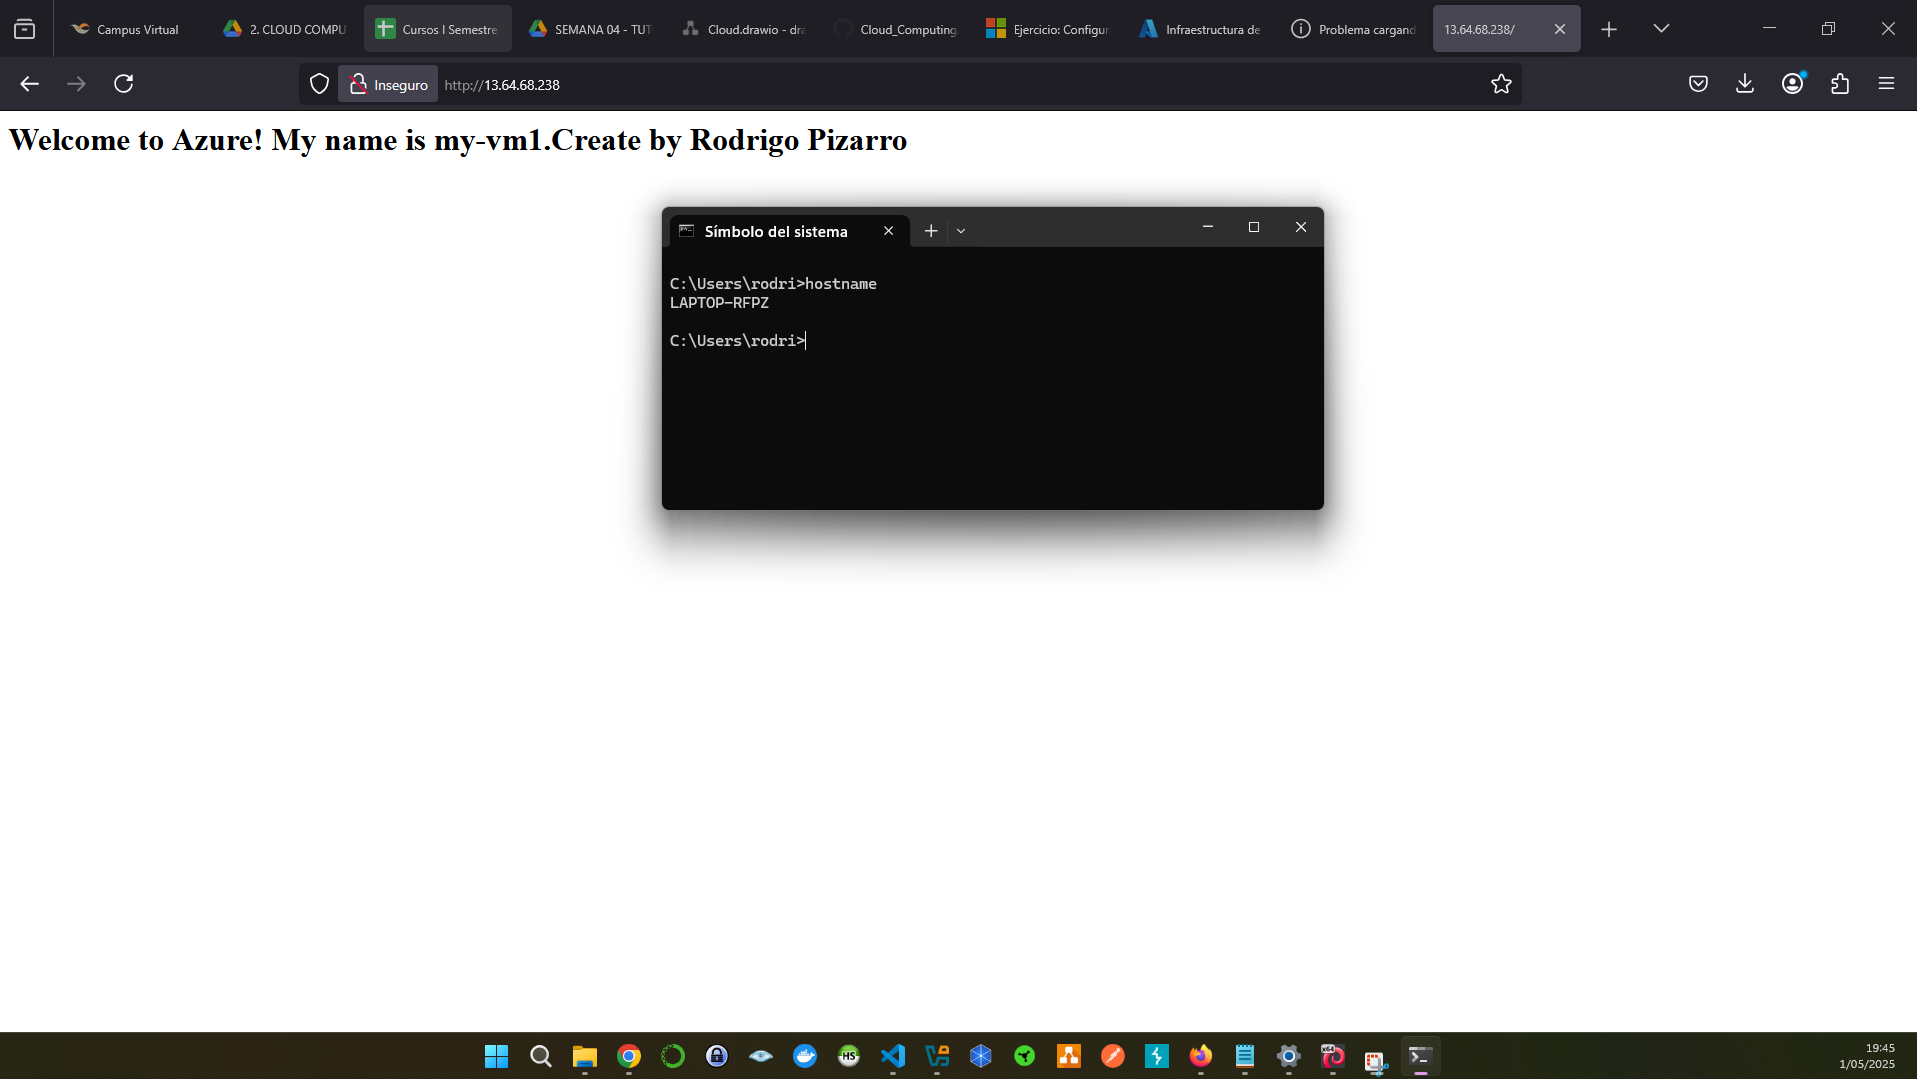 Campus Virtual
2. CLOUD COMPU
Cursos I Semestre
SEMANA 04 - TUT
Cloud.drawio - dra
Cloud_Computing
Ejercicio: Configur
Infraestructura de
Problema cargand
13.64.68.238/
Inseguro
http://13.64.68.238
Welcome to Azure! My name is my-vm1.Create by Rodrigo Pizarro
Símbolo del sistema
C:\Users\rodri>hostname
LAPTOP-RFPZ
C:\Users\rodri>
HS
x64
19:45
1/05/2025